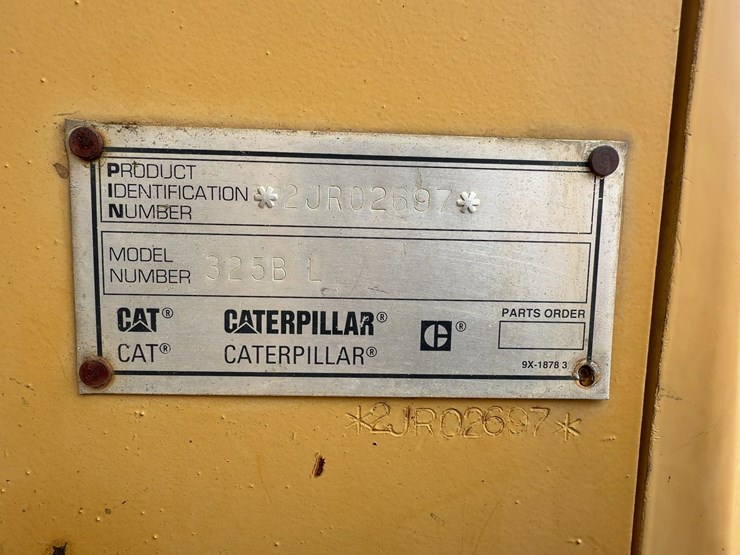 PRODUCT
IDENTIFICATION *2JR02697*
NUMBER
MODEL
NUMBER 325B L
CAT® CATERPILLAR® C®
CAT® CATERPILLAR®
PARTS ORDER
9X-1878 3
*2JR02697*